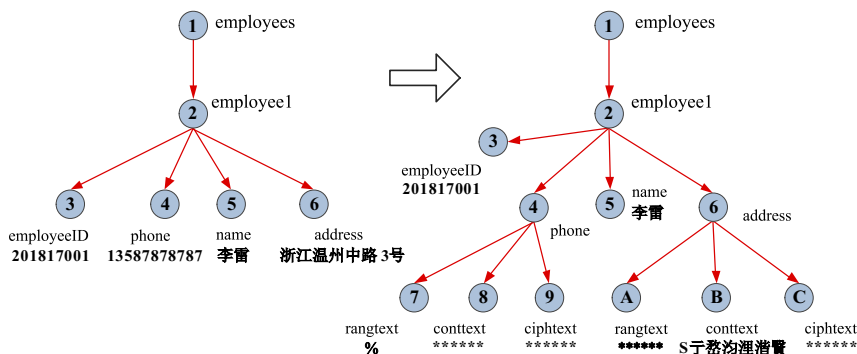 1 employees
2 employee1
3 4 5 6
employeeID phone name address
201817001 13587878787 李雷 浙江温州中路 3号
1 employees
2 employee1
3
employeeID
201817001
4 phone
5 name
李雷
6 address
7 8 9 A B C
rangtext conttext ciphtext rangtext conttext ciphtext
% ****** ****** ****** ******